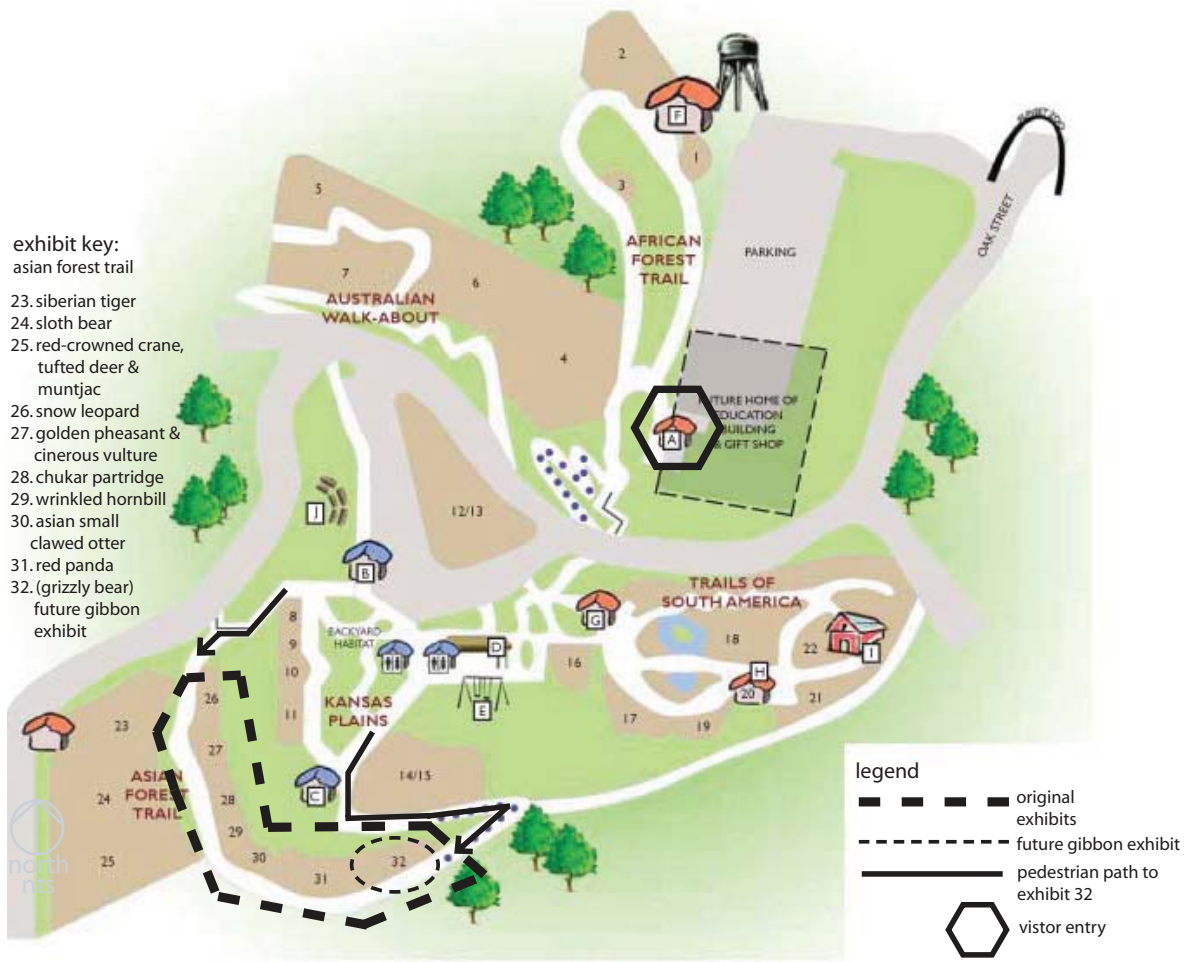 exhibit key:
asian forest trail
23. siberian tiger
24. sloth bear
25. red-crowned crane,
tufted deer &
muntjac
26. snow leopard
27. golden pheasant &
cinerous vulture
28. chukar partridge
29. wrinkled hornbill
30. asian small
clawed otter
31. red panda
32. (grizzly bear)
future gibbon
exhibit
2
F
1
3
SUNSET ZOO
OAK STREET
PARKING
AFRICAN
FOREST
TRAIL
5
7
6
4
AUSTRALIAN
WALK-ABOUT
FUTURE HOME OF
EDUCATION
BUILDING
& GIFT SHOP
A
12/13
J
B
TRAILS OF
SOUTH AMERICA
G
8
9
10
11
BACKYARD
HABITAT
D
E
KANSAS
PLAINS
16
18
22
I
H
20
21
17
19
14/15
C
23
24
25
ASIAN
FOREST
TRAIL
26
27
28
29
30
31
32
north
nts
legend
original
exhibits
future gibbon exhibit
pedestrian path to
exhibit 32
vistor entry